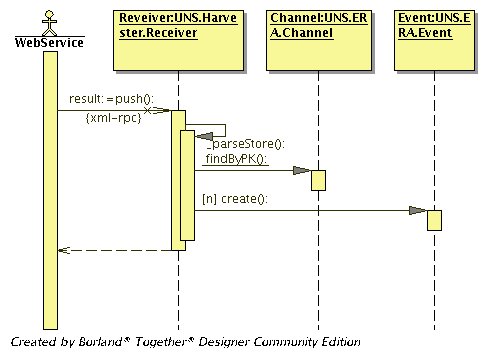 Reveiver:UNS.Harve
ster.Receiver
Channel:UNS.ER
A.Channel
Event:UNS.E
RA.Event
WebService
result:=push():
{xml-rpc}
_parseStore():
findByPK():
[n] create():
Created by Borland® Together® Designer Community Edition